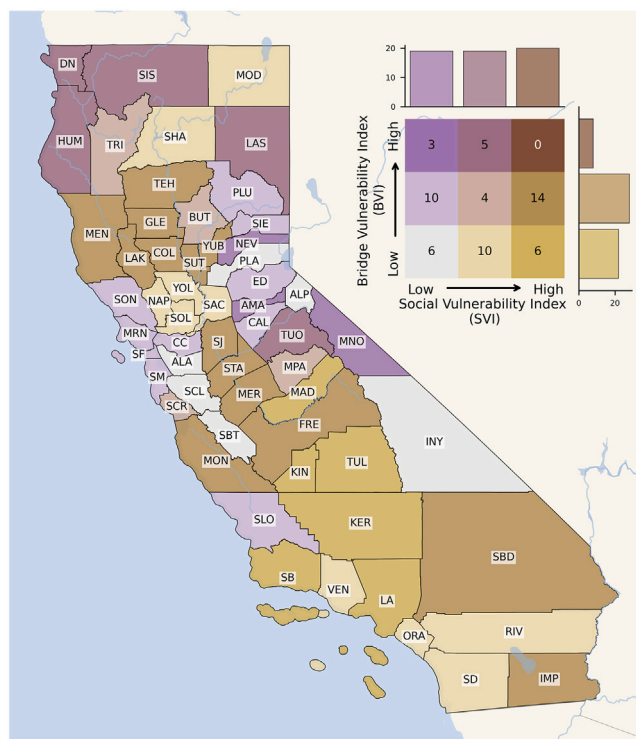 DN
SIS
MOD
20
10
0
HUM
TRI
SHA
LAS
Bridge Vulnerability Index
(BVI)
High
Low
3 5 0
10 4 14
6 10 6
Low High
Social Vulnerability Index
(SVI)
0 20
TEH
PLU
MEN
GLE
BUT
SIE
LAK
COL
YUB
NEV
SUT
PLA
YOL
ED
SON
NAP
SAC
AMA
ALP
SOL
CAL
MRN
CC
SJ
TUO
MNO
SF
ALA
STA
MPA
SM
SCL
MER
MAD
SCR
FRE
SBT
INY
MON
KIN
TUL
SLO
KER
SBD
SB
VEN
LA
ORA
RIV
SD
IMP